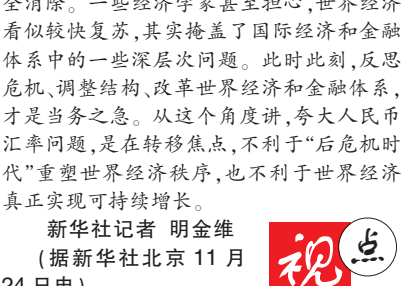 全消除。一些经济学家甚至担心,世界经济
看似较快复苏,其实掩盖了国际经济和金融
体系中的一些深层次问题。此时此刻,反思
危机、调整结构、改革世界经济和金融体系,
才是当务之急。从这个角度讲,夸大人民币
汇率问题,是在转移焦点,不利于“后危机时
代”重塑世界经济秩序,也不利于世界经济
真正实现可持续增长。
新华社记者 明金维
(据新华社北京 11 月
24 日电)
视点